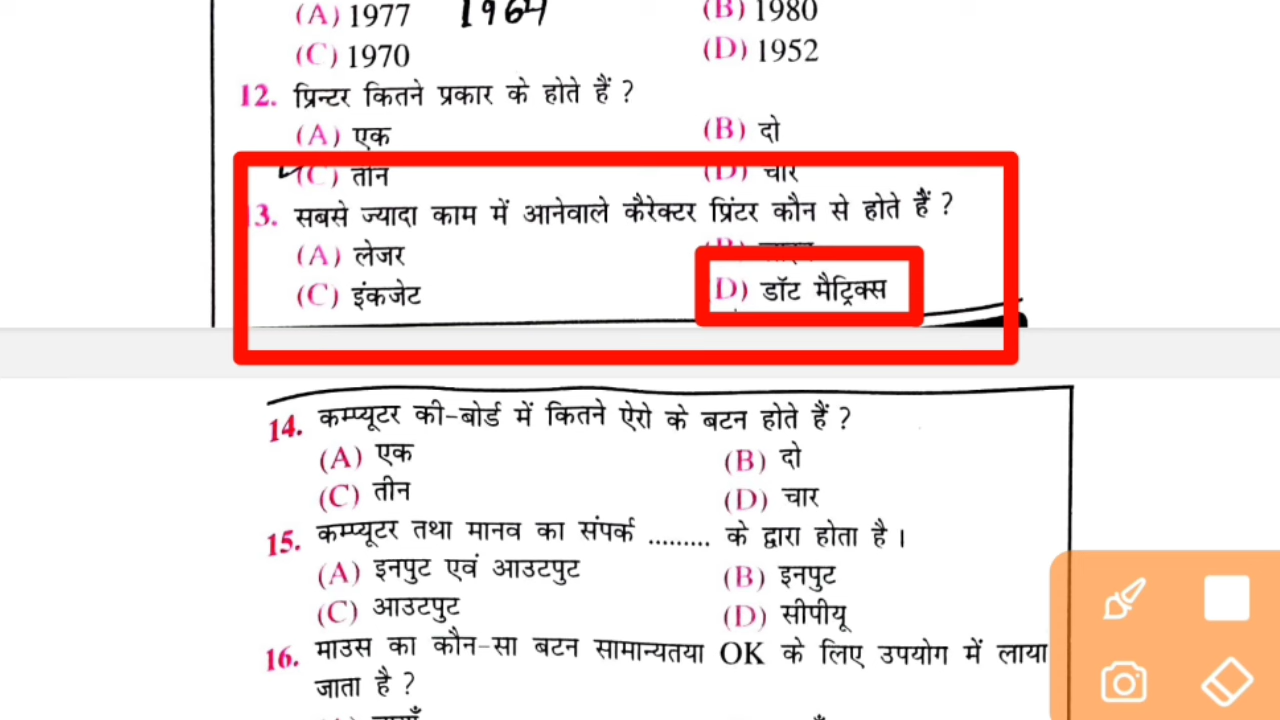 (A) 1977 1964 (B) 1980
(C) 1970 (D) 1952
12. प्रिन्टर कितने प्रकार के होते हैं ?
(A) एक (B) दो
(C) तीन (D) चार
13. सबसे ज्यादा काम में आनेवाले कैरेक्टर प्रिंटर कौन से होते हैं ?
(A) लेजर (B)
(C) इंकजेट D) डॉट मैट्रिक्स
14. कम्प्यूटर की-बोर्ड में कितने ऐरो के बटन होते हैं ?
(A) एक (B) दो
(C) तीन (D) चार
15. कम्प्यूटर तथा मानव का संपर्क ......... के द्वारा होता है ।
(A) इनपुट एवं आउटपुट (B) इनपुट
(C) आउटपुट (D) सीपीयू
16. माउस का कौन-सा बटन सामान्यतया OK के लिए उपयोग में लाया
जाता है ?